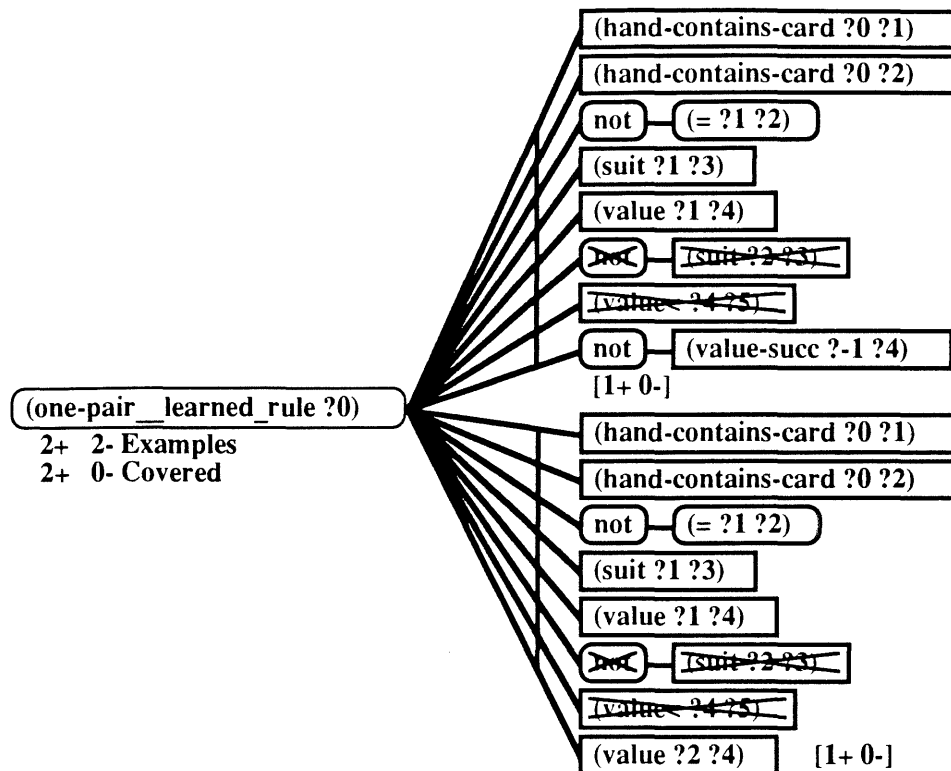 (hand-contains-card ?0 ?1)
(hand-contains-card ?0 ?2)
not (= ?1 ?2)
(suit ?1 ?3)
(value ?1 ?4)
not (suit ?2 ?3)
(value< ?4 ?5)
not (value-succ ?-1 ?4)
[1+ 0-]
(one-pair__learned_rule ?0)
2+ 2- Examples
2+ 0- Covered
(hand-contains-card ?0 ?1)
(hand-contains-card ?0 ?2)
not (= ?1 ?2)
(suit ?1 ?3)
(value ?1 ?4)
not (suit ?2 ?3)
(value< ?4 ?5)
(value ?2 ?4) [1+ 0-]